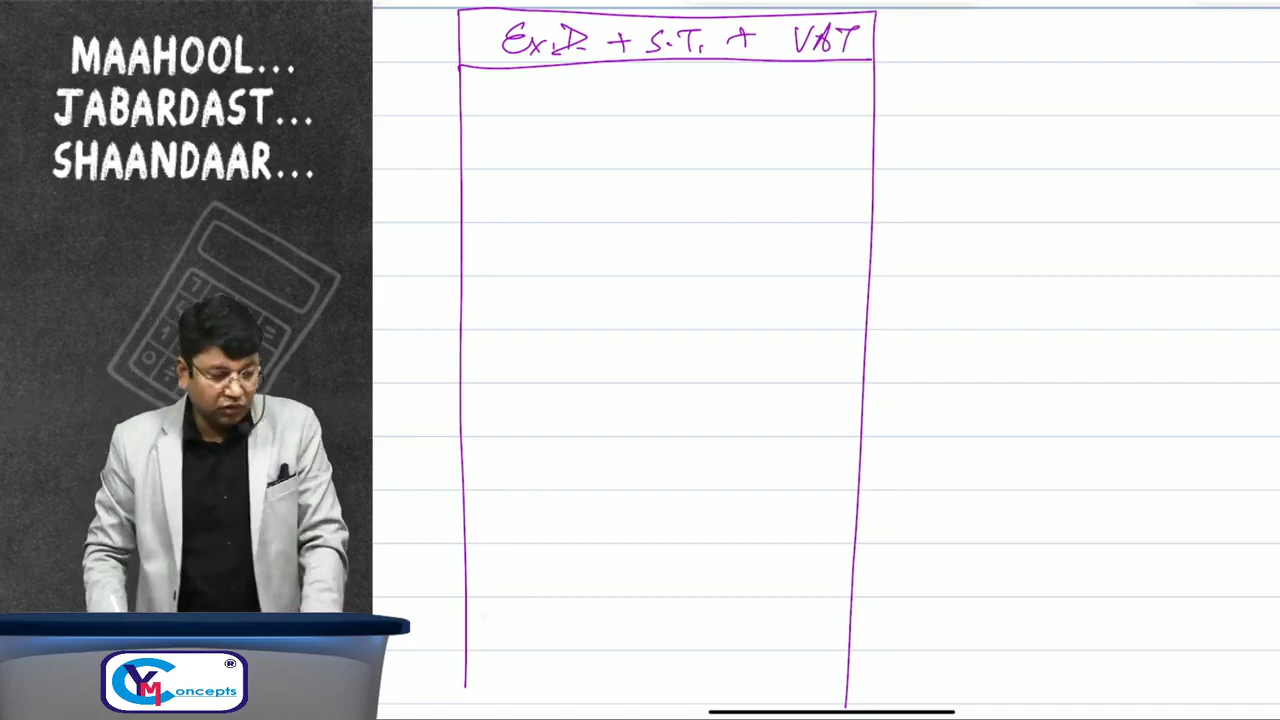 MAAHOOL...
JABARDAST...
SHAANDAAR...
Ex.D. + S.T. + VAT
YM Concepts ®